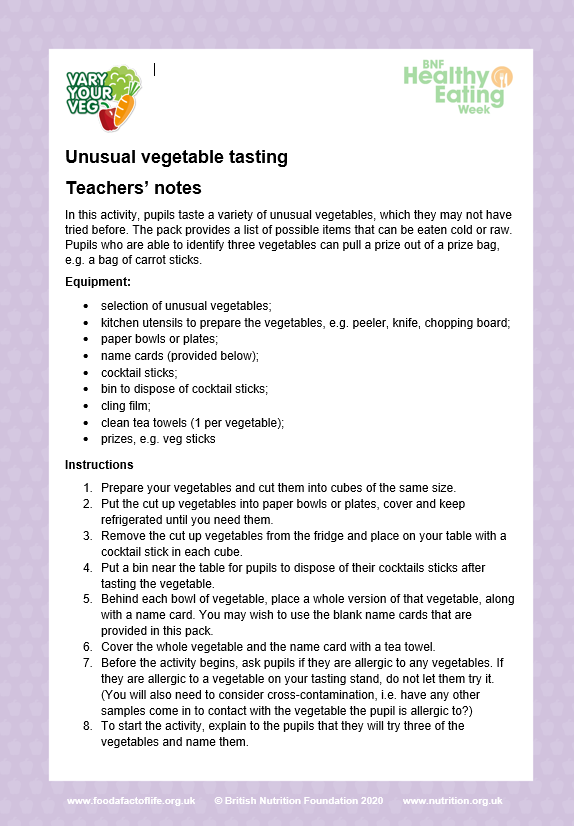 VARY
YOUR
VEG
BNF
Healthy
Eating
Week
Unusual vegetable tasting
Teachers’ notes
In this activity, pupils taste a variety of unusual vegetables, which they may not have
tried before. The pack provides a list of possible items that can be eaten cold or raw.
Pupils who are able to identify three vegetables can pull a prize out of a prize bag,
e.g. a bag of carrot sticks.
Equipment:
• selection of unusual vegetables;
• kitchen utensils to prepare the vegetables, e.g. peeler, knife, chopping board;
• paper bowls or plates;
• name cards (provided below);
• cocktail sticks;
• bin to dispose of cocktail sticks;
• cling film;
• clean tea towels (1 per vegetable);
• prizes, e.g. veg sticks
Instructions
1. Prepare your vegetables and cut them into cubes of the same size.
2. Put the cut up vegetables into paper bowls or plates, cover and keep
refrigerated until you need them.
3. Remove the cut up vegetables from the fridge and place on your table with a
cocktail stick in each cube.
4. Put a bin near the table for pupils to dispose of their cocktails sticks after
tasting the vegetable.
5. Behind each bowl of vegetable, place a whole version of that vegetable, along
with a name card. You may wish to use the blank name cards that are
provided in this pack.
6. Cover the whole vegetable and the name card with a tea towel.
7. Before the activity begins, ask pupils if they are allergic to any vegetables. If
they are allergic to a vegetable on your tasting stand, do not let them try it.
(You will also need to consider cross-contamination, i.e. have any other
samples come in to contact with the vegetable the pupil is allergic to?)
8. To start the activity, explain to the pupils that they will try three of the
vegetables and name them.
www.foodafactoflife.org.uk © British Nutrition Foundation 2020 www.nutrition.org.uk